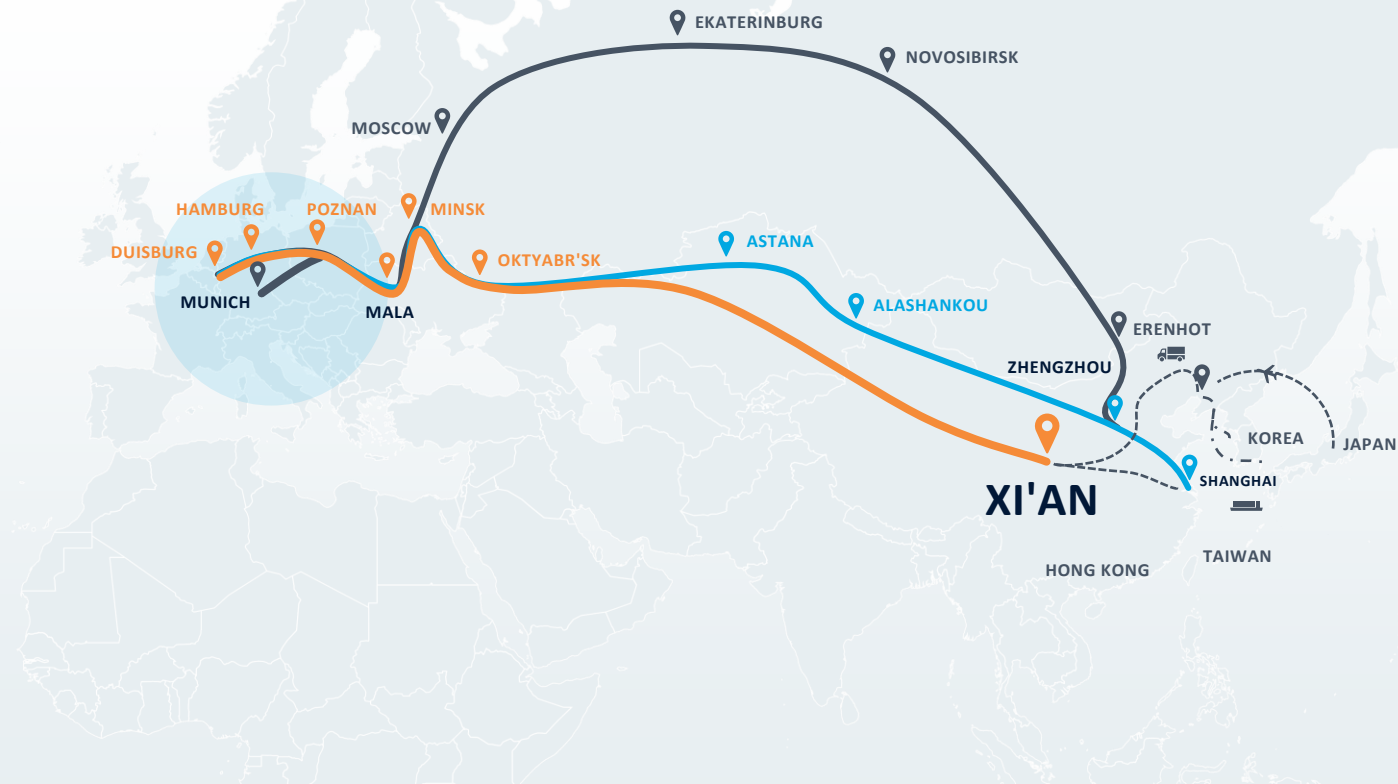 EKATERINBURG
NOVOSIBIRSK
MOSCOW
HAMBURG
POZNAN
MINSK
DUISBURG
OKTYABR'SK
ASTANA
MUNICH
MALA
ALASHANKOU
ERENHOT
ZHENGZHOU
KOREA
JAPAN
SHANGHAI
XI'AN
TAIWAN
HONG KONG